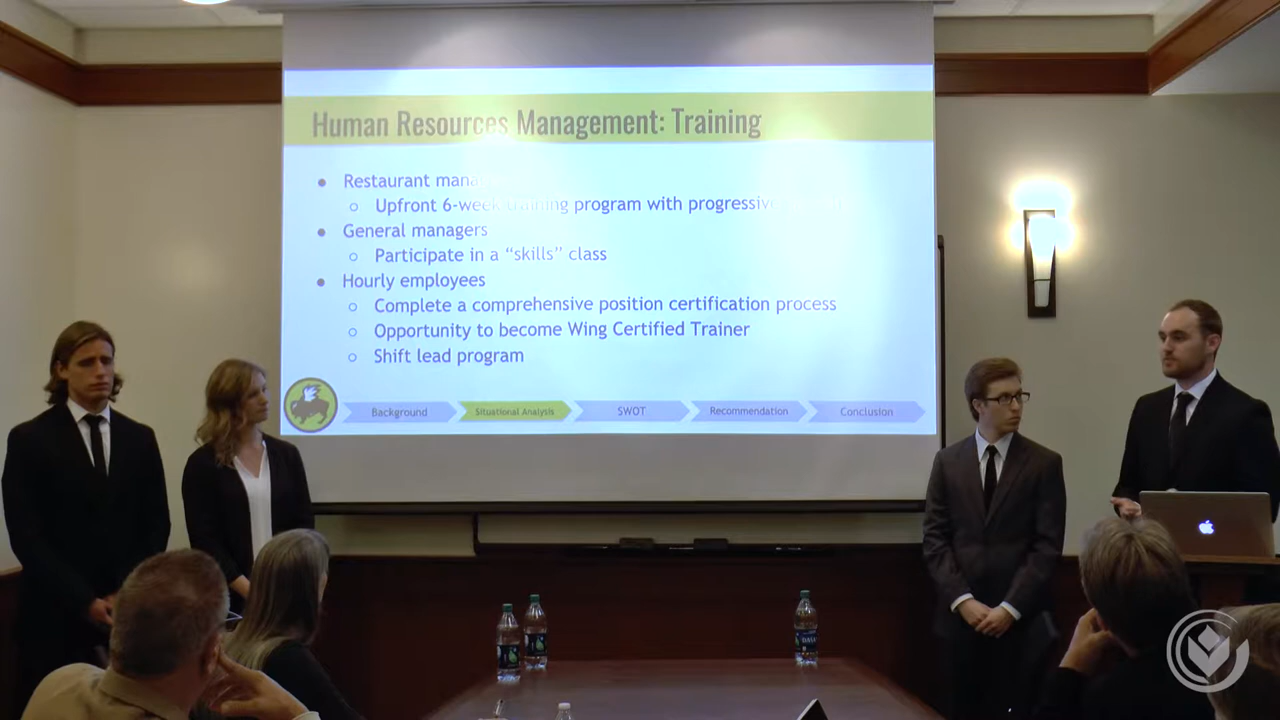 Human Resources Management: Training
● Restaurant
○ Upfront 6-week training program with
● General managers
○ Participate in a “skills” class
● Hourly employees
○ Complete a comprehensive position certification process
○ Opportunity to become Wing Certified Trainer
○ Shift lead program
Background Situational Analysis SWOT Recommendation Conclusion